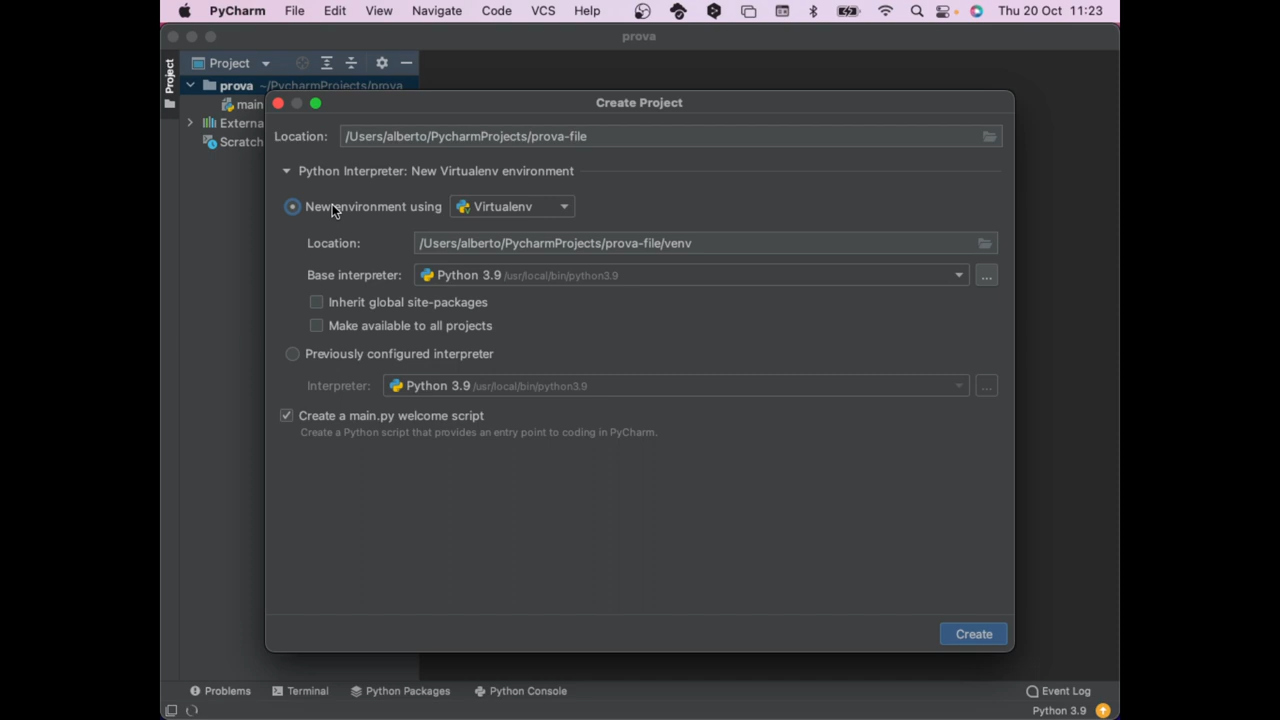 PyCharm File Edit View Navigate Code VCS Help Thu 20 Oct 11:23
prova
Project
Project
prova ~/PycharmProjects/prova
main
Externa
Scratch
Create Project
Location: /Users/alberto/PycharmProjects/prova-file
Python Interpreter: New Virtualenv environment
New environment using Virtualenv
Location: /Users/alberto/PycharmProjects/prova-file/venv
Base interpreter: Python 3.9 /usr/local/bin/python3.9 ...
Inherit global site-packages
Make available to all projects
Previously configured interpreter
Interpreter: Python 3.9 /usr/local/bin/python3.9 ...
Create a main.py welcome script
Create a Python script that provides an entry point to coding in PyCharm.
Create
Problems Terminal Python Packages Python Console Event Log
Python 3.9